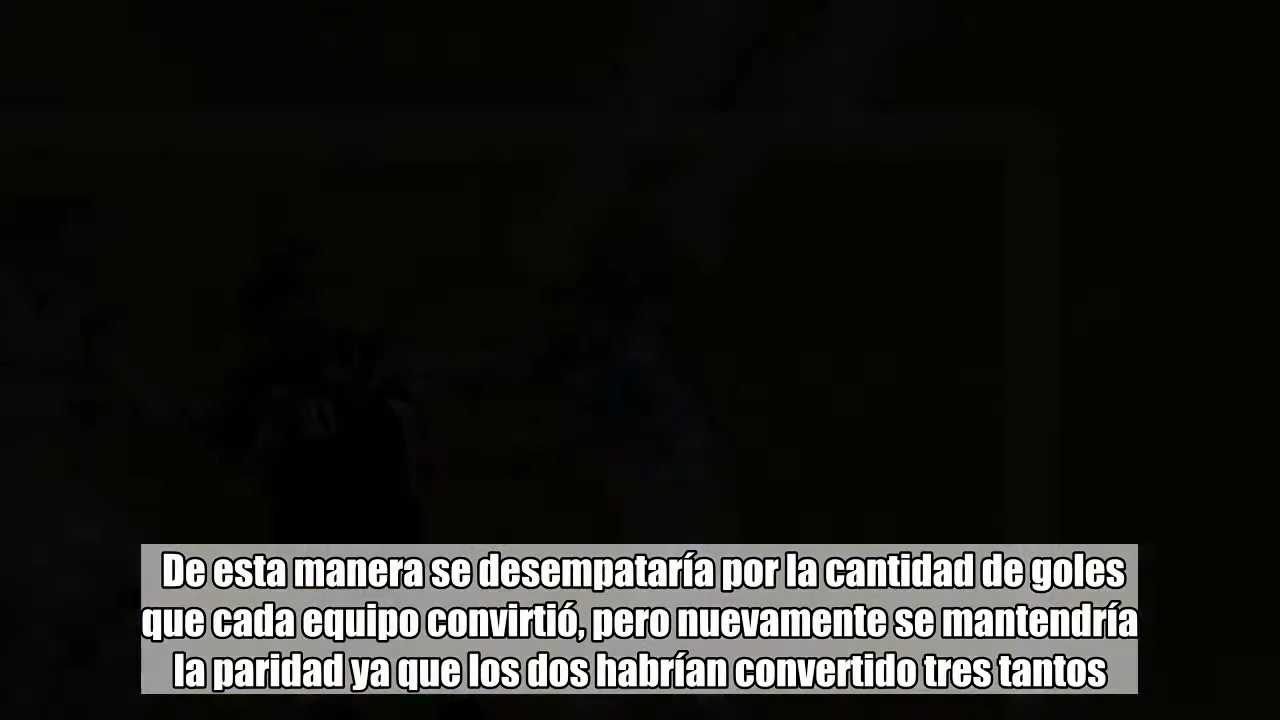 De esta manera se desempataría por la cantidad de goles
que cada equipo convirtió, pero nuevamente se mantendría
la paridad ya que los dos habrían convertido tres tantos